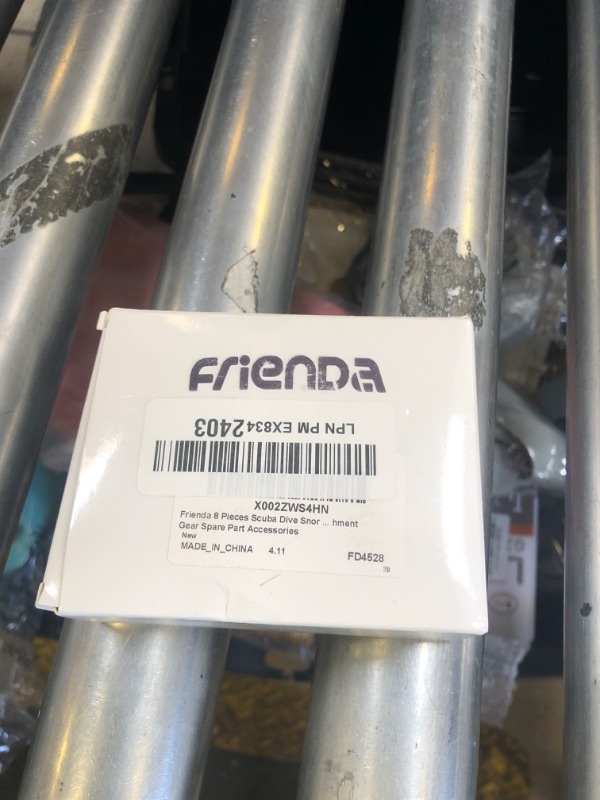 FrienDa
LPN PM EX8342403
X002ZWS4HN
Frienda 8 Pieces Scuba Dive Snor ... hment
Gear Spare Part Accessories
New
MADE_IN_CHINA 4.11 FD4528